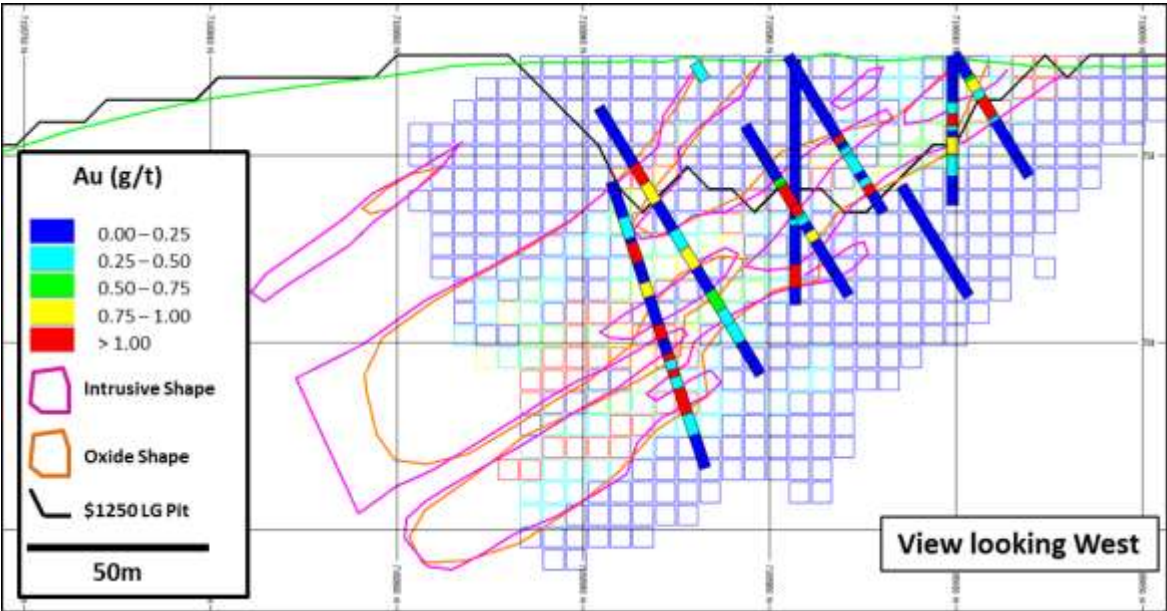 Au (g/t)
0.00 – 0.25
0.25 – 0.50
0.50 – 0.75
0.75 – 1.00
> 1.00
Intrusive Shape
Oxide Shape
$1250 LG Pit
50m
View looking West